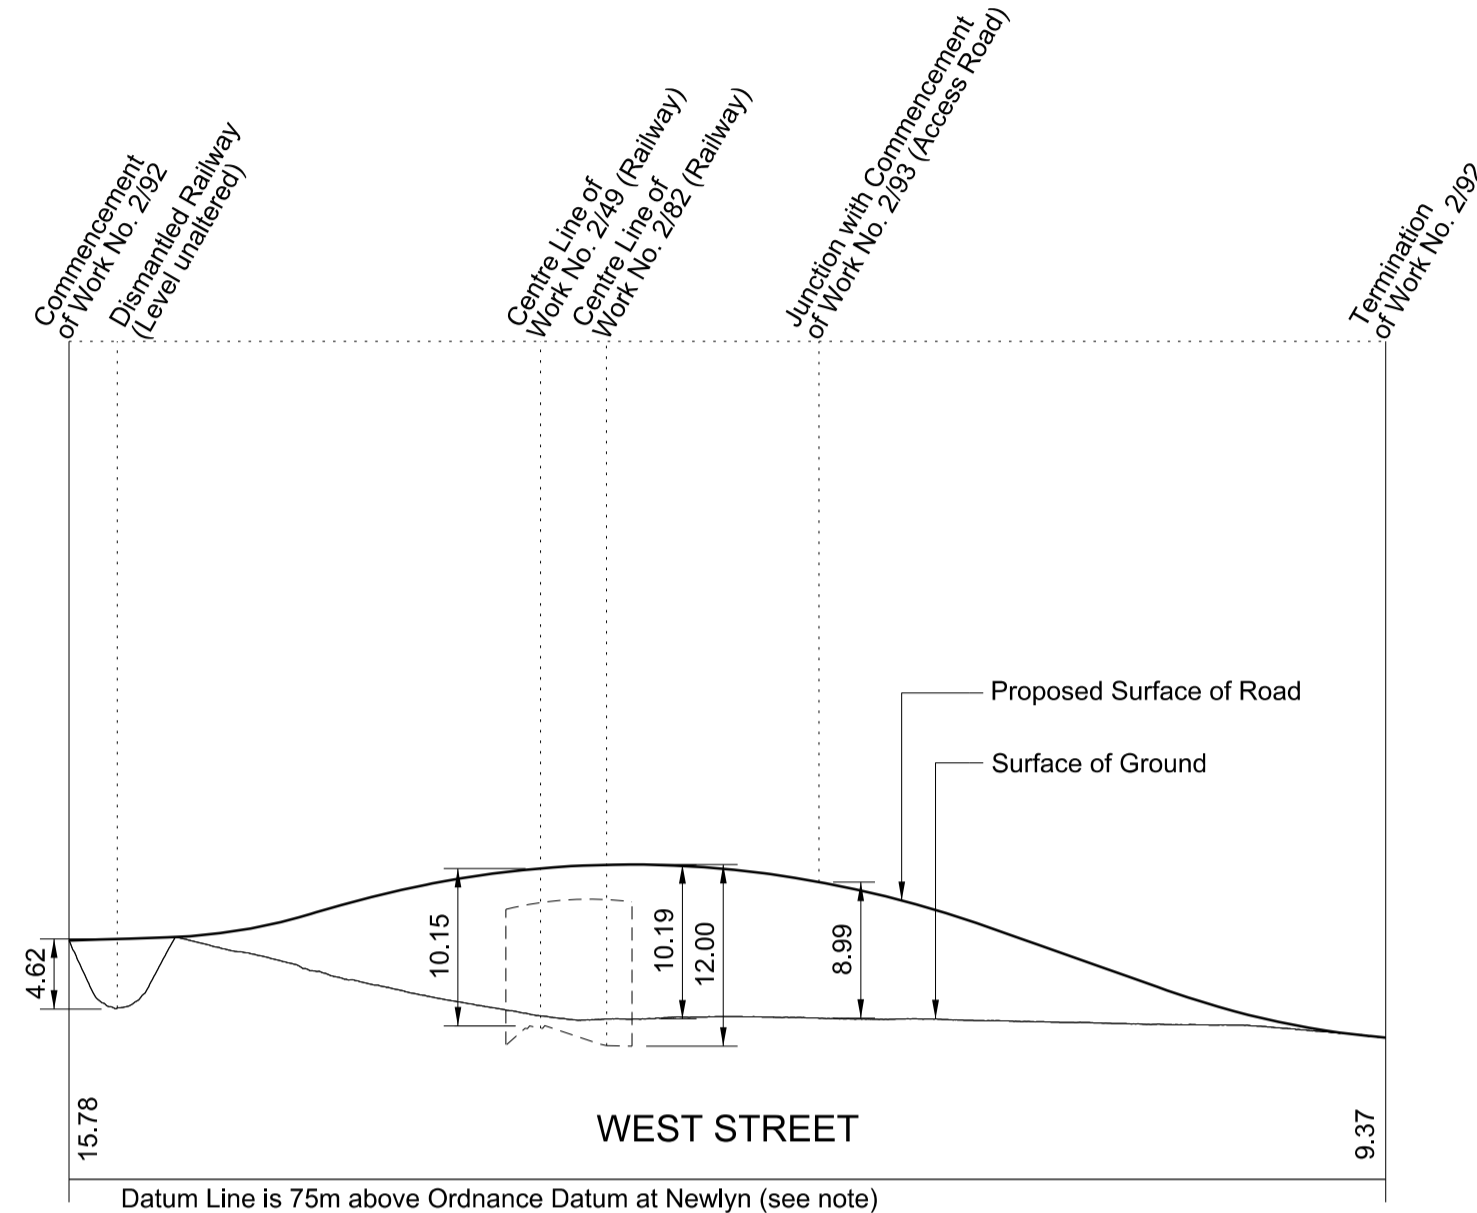 Commencement
of Work No. 2/92
Dismantled Railway
(Level unaltered)
Centre Line of
Work No. 2/49 (Railway)
Centre Line of
Work No. 2/82 (Railway)
Junction with Commencement
of Work No. 2/93 (Access Road)
Termination
of Work No. 2/92
Proposed Surface of Road
Surface of Ground
4.62
10.15
10.19
12.00
8.99
15.78
WEST STREET
9.37
Datum Line is 75m above Ordnance Datum at Newlyn (see note)